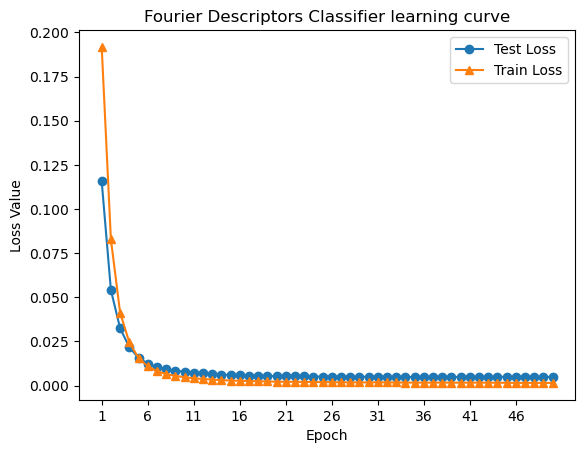 Fourier Descriptors Classifier learning curve
Test Loss
Train Loss
Loss Value
0.200
0.175
0.150
0.125
0.100
0.075
0.050
0.025
0.000
1 6 11 16 21 26 31 36 41 46
Epoch